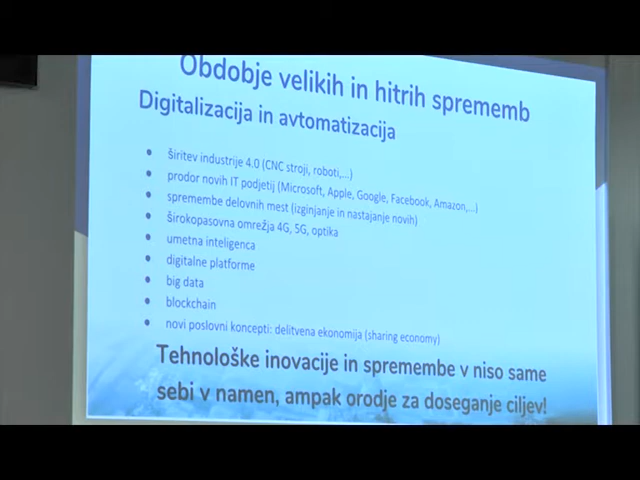 Obdobje velikih in hitrih sprememb
Digitalizacija in avtomatizacija
• širitev industrije 4.0 (CNC stroji, roboti,...)
• prodor novih IT podjetij (Microsoft, Apple, Google, Facebook, Amazon,...)
• spremembe delovnih mest (izginjanje in nastajanje novih)
• širokopasovna omrežja 4G, 5G, optika
• umetna inteligenca
• digitalne platforme
• big data
• blockchain
• novi poslovni koncepti: delitvena ekonomija (sharing economy)
Tehnološke inovacije in spremembe v niso same
sebi v namen, ampak orodje za doseganje ciljev!